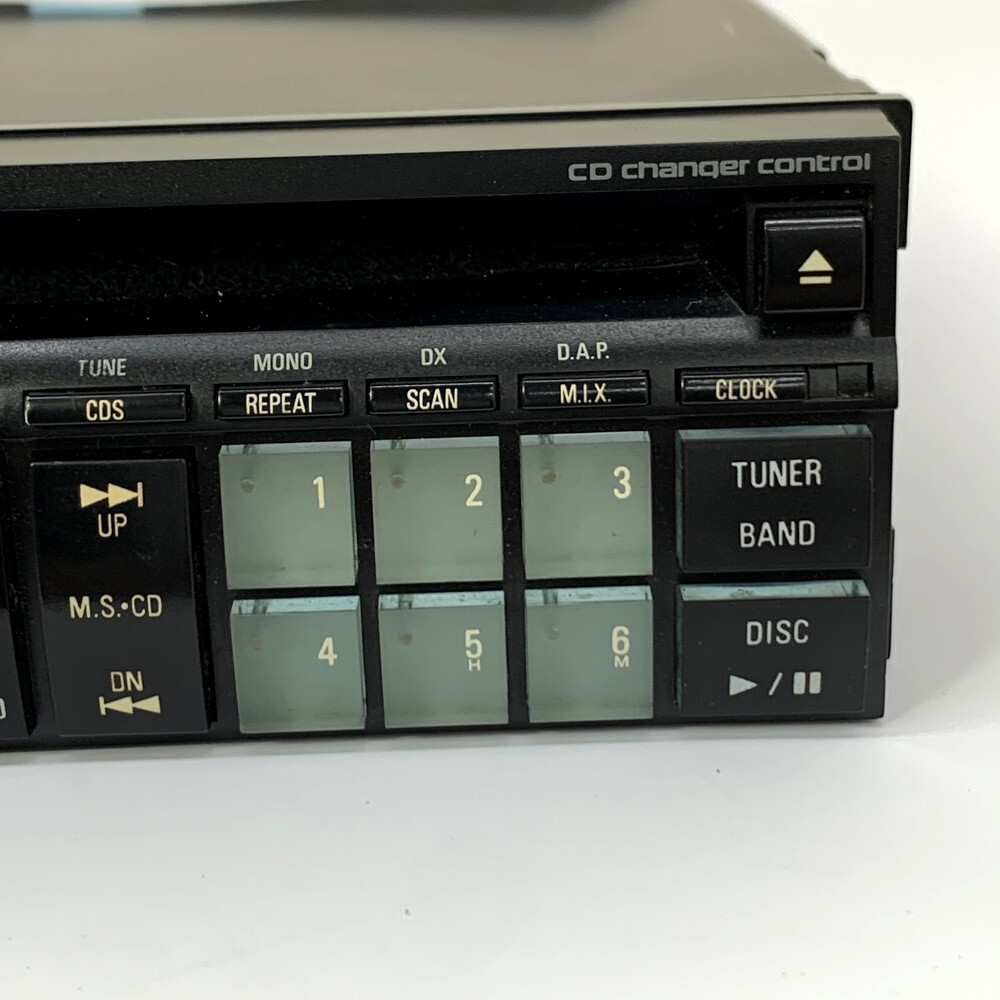 CD changer control
TUNE MONO DX D.A.P.
CDS REPEAT SCAN M.I.X. CLOCK
UP
M.S.•CD
DN
1 2 3
TUNER
BAND
4 5 6
H M
DISC